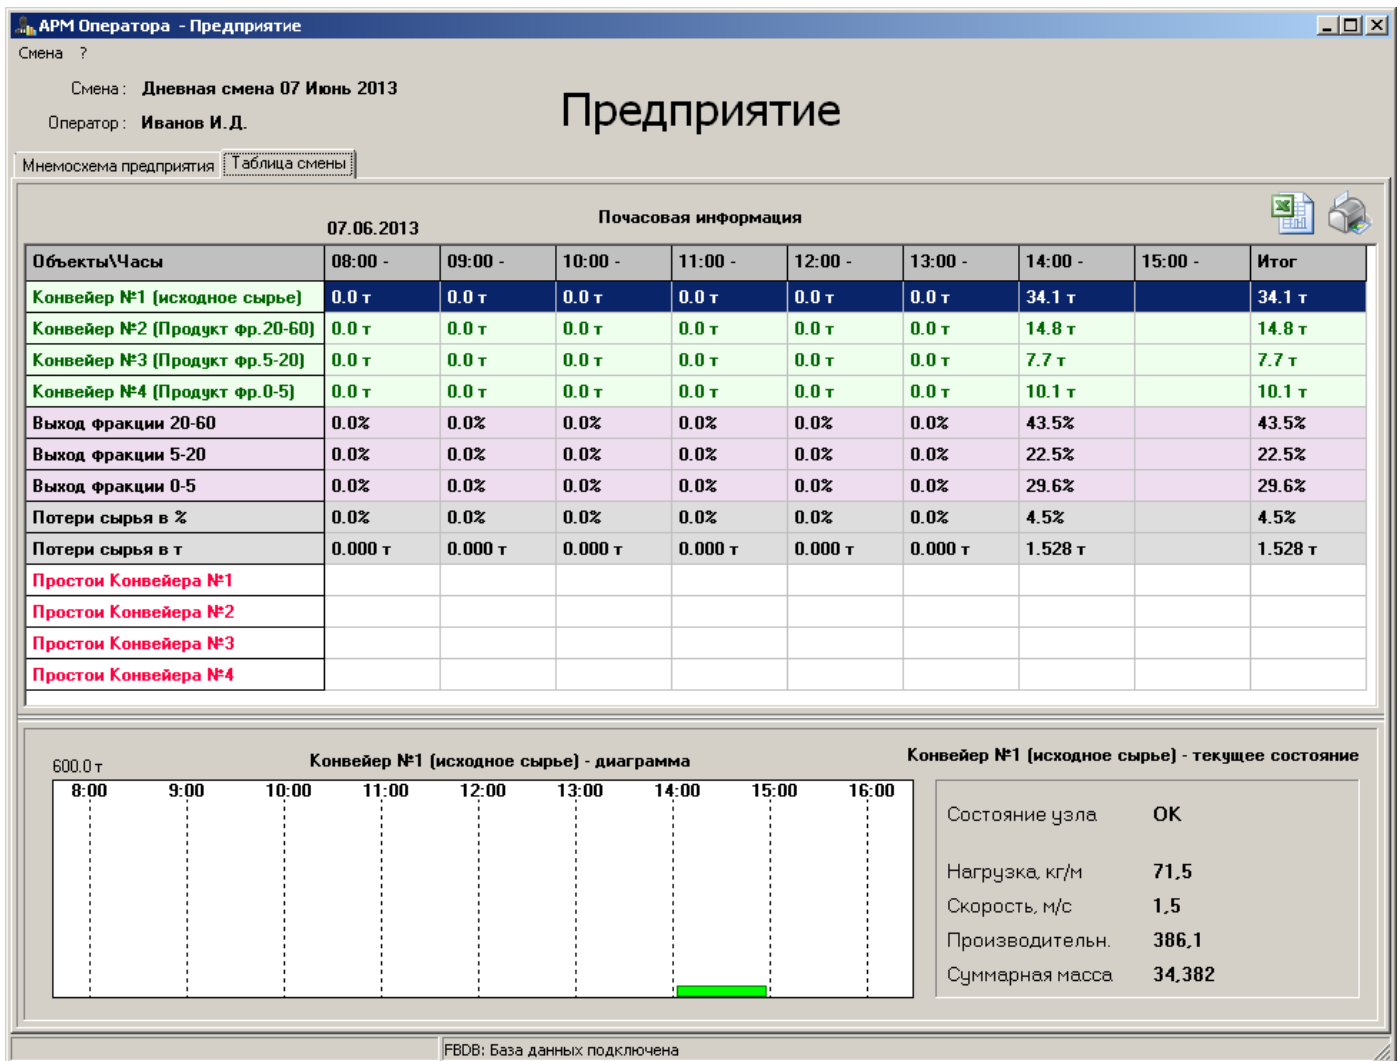 АРМ Оператора - Предприятие
Смена ?
Смена: Дневная смена 07 Июнь 2013
Оператор: Иванов И.Д.
Предприятие
Мнемосхема предприятия Таблица смены
07.06.2013 Почасовая информация
Объекты\Часы 08:00 - 09:00 - 10:00 - 11:00 - 12:00 - 13:00 - 14:00 - 15:00 - Итог
Конвейер №1 (исходное сырье) 0.0 т 0.0 т 0.0 т 0.0 т 0.0 т 0.0 т 34.1 т 34.1 т
Конвейер №2 (Продукт фр.20-60) 0.0 т 0.0 т 0.0 т 0.0 т 0.0 т 0.0 т 14.8 т 14.8 т
Конвейер №3 (Продукт фр.5-20) 0.0 т 0.0 т 0.0 т 0.0 т 0.0 т 0.0 т 7.7 т 7.7 т
Конвейер №4 (Продукт фр.0-5) 0.0 т 0.0 т 0.0 т 0.0 т 0.0 т 0.0 т 10.1 т 10.1 т
Выход фракции 20-60 0.0% 0.0% 0.0% 0.0% 0.0% 0.0% 43.5% 43.5%
Выход фракции 5-20 0.0% 0.0% 0.0% 0.0% 0.0% 0.0% 22.5% 22.5%
Выход фракции 0-5 0.0% 0.0% 0.0% 0.0% 0.0% 0.0% 29.6% 29.6%
Потери сырья в % 0.0% 0.0% 0.0% 0.0% 0.0% 0.0% 4.5% 4.5%
Потери сырья в т 0.000 т 0.000 т 0.000 т 0.000 т 0.000 т 0.000 т 1.528 т 1.528 т
Простои Конвейера №1
Простои Конвейера №2
Простои Конвейера №3
Простои Конвейера №4
600.0 т Конвейер №1 (исходное сырье) - диаграмма
8:00 9:00 10:00 11:00 12:00 13:00 14:00 15:00 16:00
Конвейер №1 (исходное сырье) - текущее состояние
Состояние узла ОК
Нагрузка, кг/м 71,5
Скорость, м/с 1,5
Производительн. 386,1
Суммарная масса 34,382
FBDB: База данных подключена